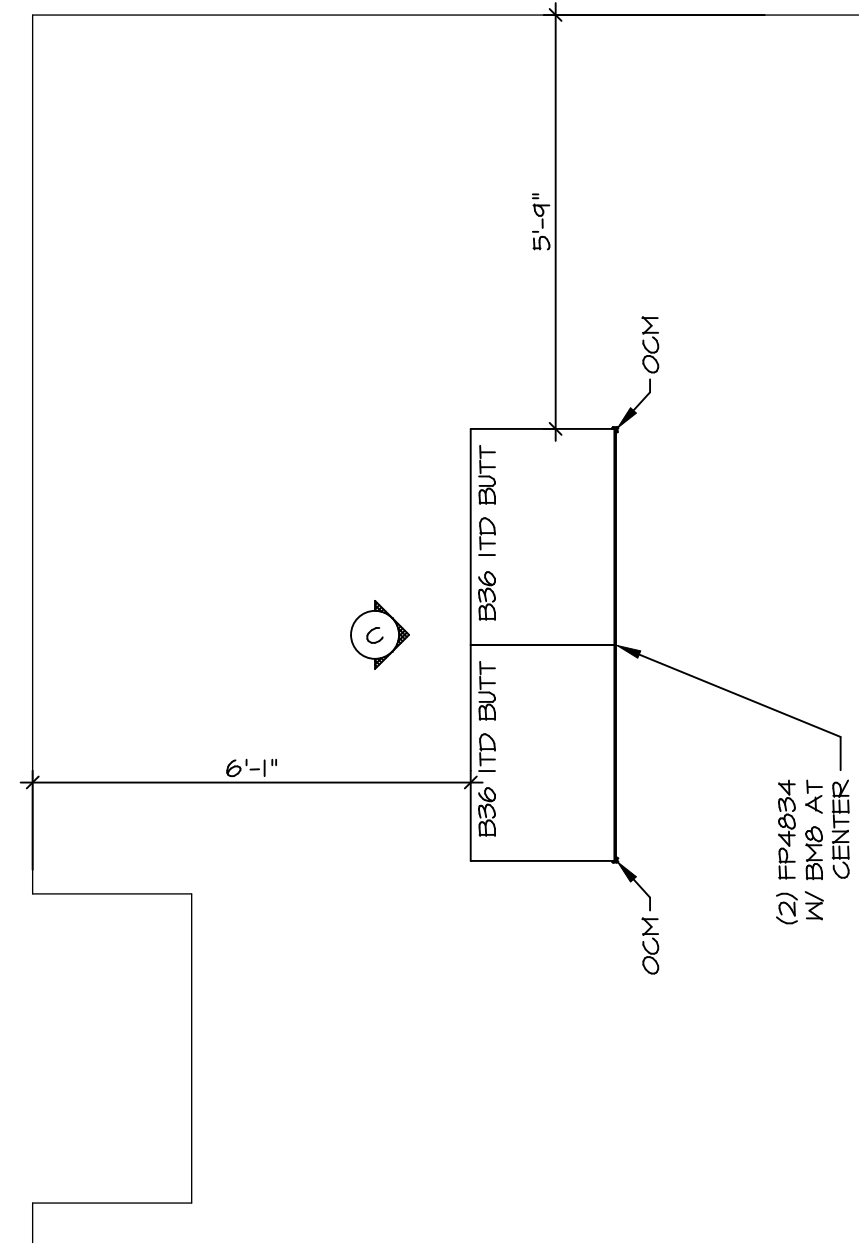 5'-9"
OCM
B36 1TD BUTT
C
B36 1TD BUTT
6'-1"
OCM
(2) FP4834
W/ BM8 AT
CENTER